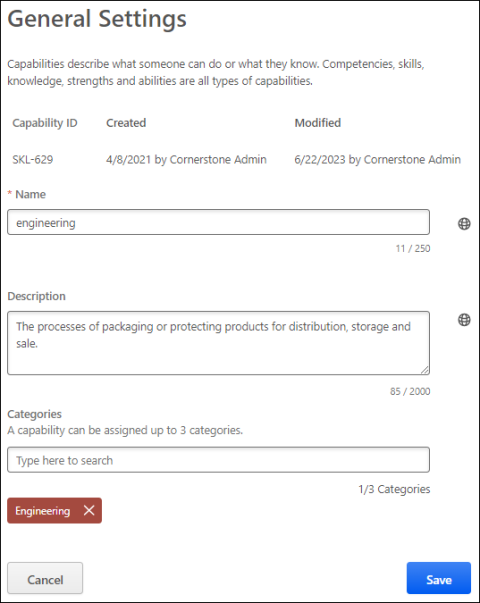 General Settings
Capabilities describe what someone can do or what they know. Competencies, skills,
knowledge, strengths and abilities are all types of capabilities.
Capability ID Created Modified
SKL-629 4/8/2021 by Cornerstone Admin 6/22/2023 by Cornerstone Admin
* Name
engineering
11 / 250
Description
The processes of packaging or protecting products for distribution, storage and
sale.
85 / 2000
Categories
A capability can be assigned up to 3 categories.
Type here to search
1/3 Categories
Engineering
Cancel Save